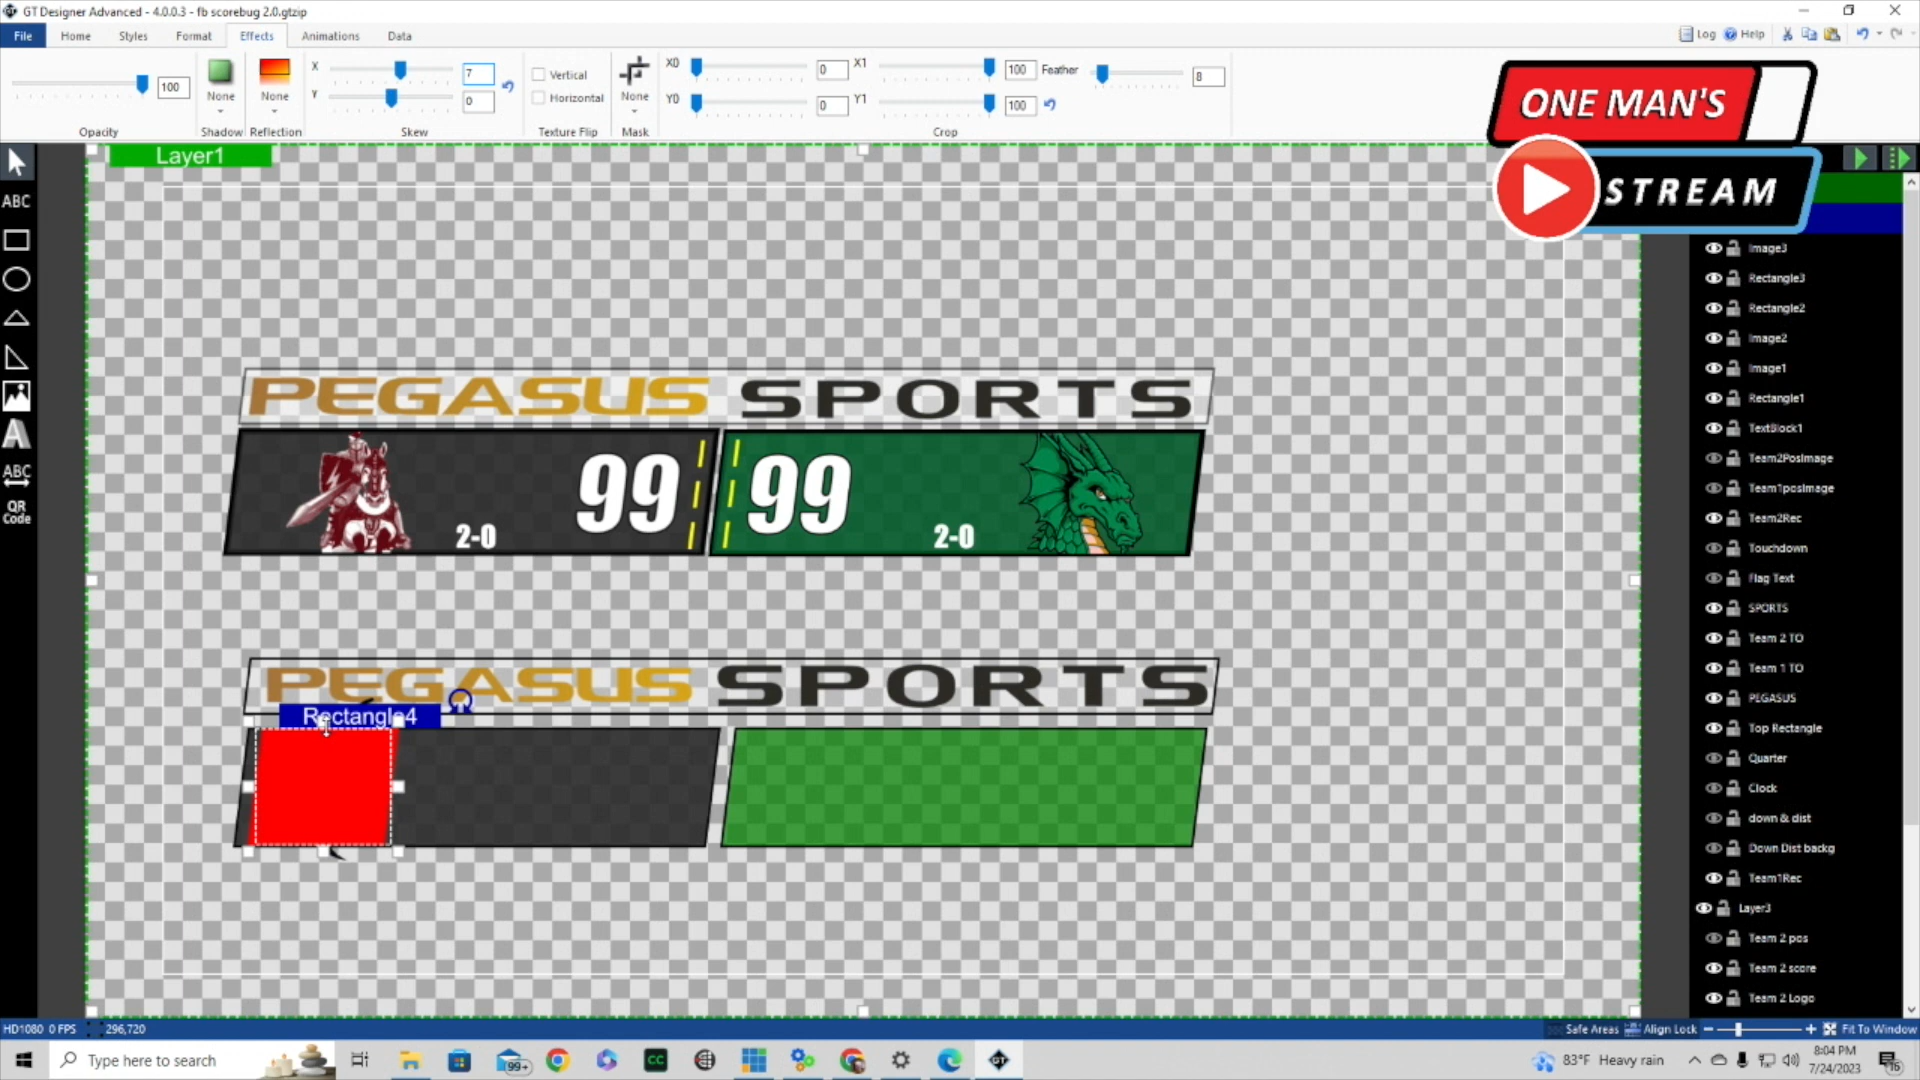 GT Designer Advanced - 4.0.0.3 - fb scorebug 2.0.gtzip
File Home Styles Format Effects Animations Data
Log Help
100
None
None
X 7
Y 0
Vertical
Horizontal
None
X0 0 X1 100 Feather 8
Y0 0 Y1 100
Opacity Shadow Reflection Skew Texture Flip Mask Crop
ONE MAN'S
STREAM
Layer1
ABC
ABC
QR
Code
PEGASUS SPORTS
99 99
2-0 2-0
PEGASUS SPORTS
Rectangle4
Image3
Rectangle3
Rectangle2
Image2
Image1
Rectangle1
TextBlock1
Team2PosImage
Team1posImage
Team2Rec
Touchdown
Flag Text
SPORTS
Team 2 TO
Team 1 TO
PEGASUS
Top Rectangle
Quarter
Clock
down & dist
Down Dist backg
Team1Rec
Layer3
Team 2 pos
Team 2 score
Team 2 Logo
HD1080 0 FPS 296,720
Safe Areas Align Lock Fit To Window
Type here to search
99+
CC
GT
83°F Heavy rain
8:04 PM
7/24/2023
16